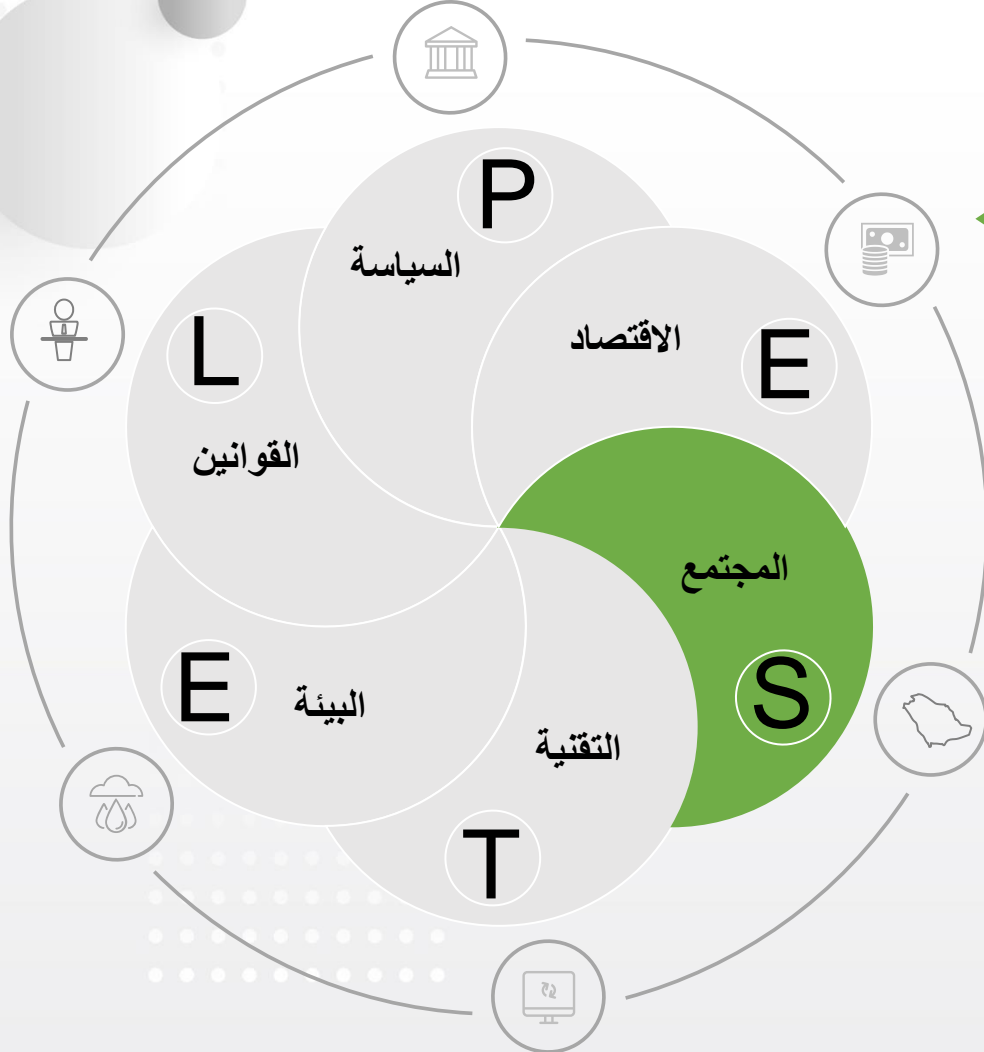 P
السياسة
E
الاقتصاد
S
المجتمع
T
التقنية
E
البيئة
L
القوانين